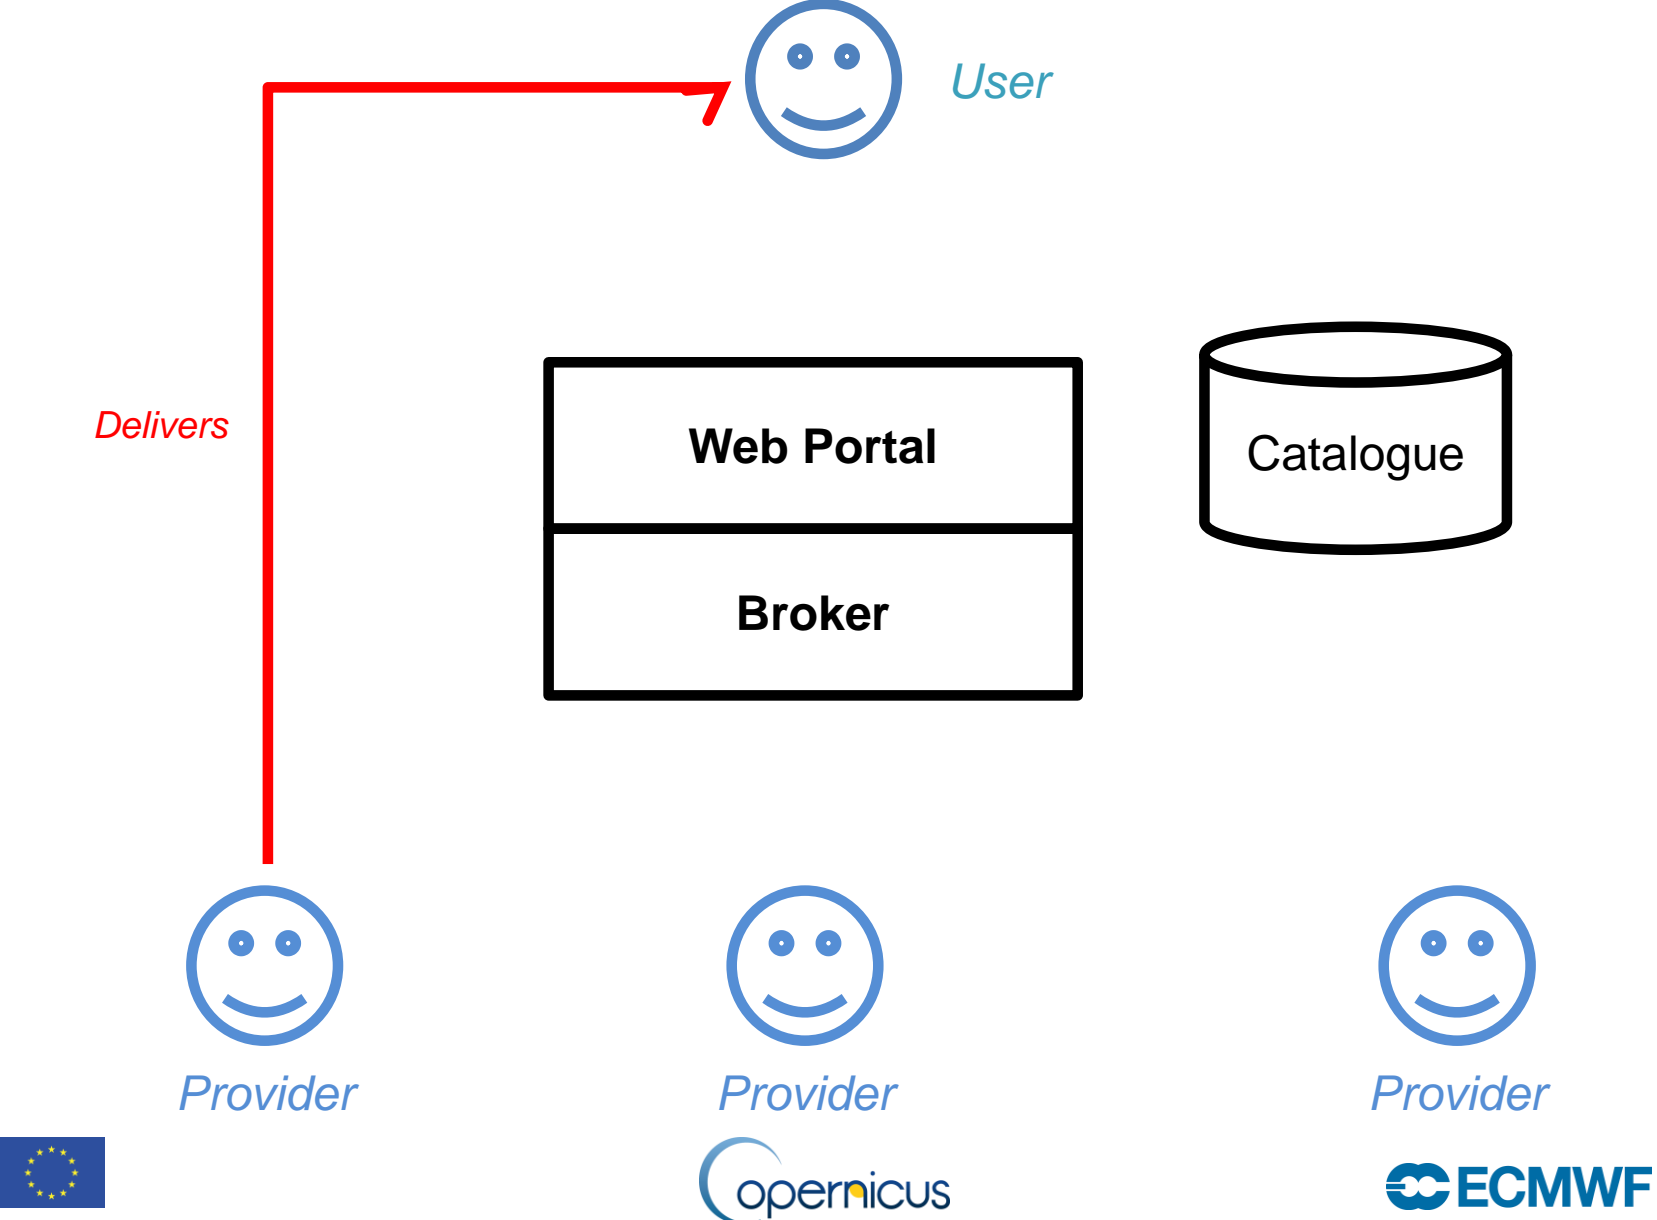 User
Delivers
Web Portal
Catalogue
Broker
Provider
Provider
Provider
opernicus
ECMWF